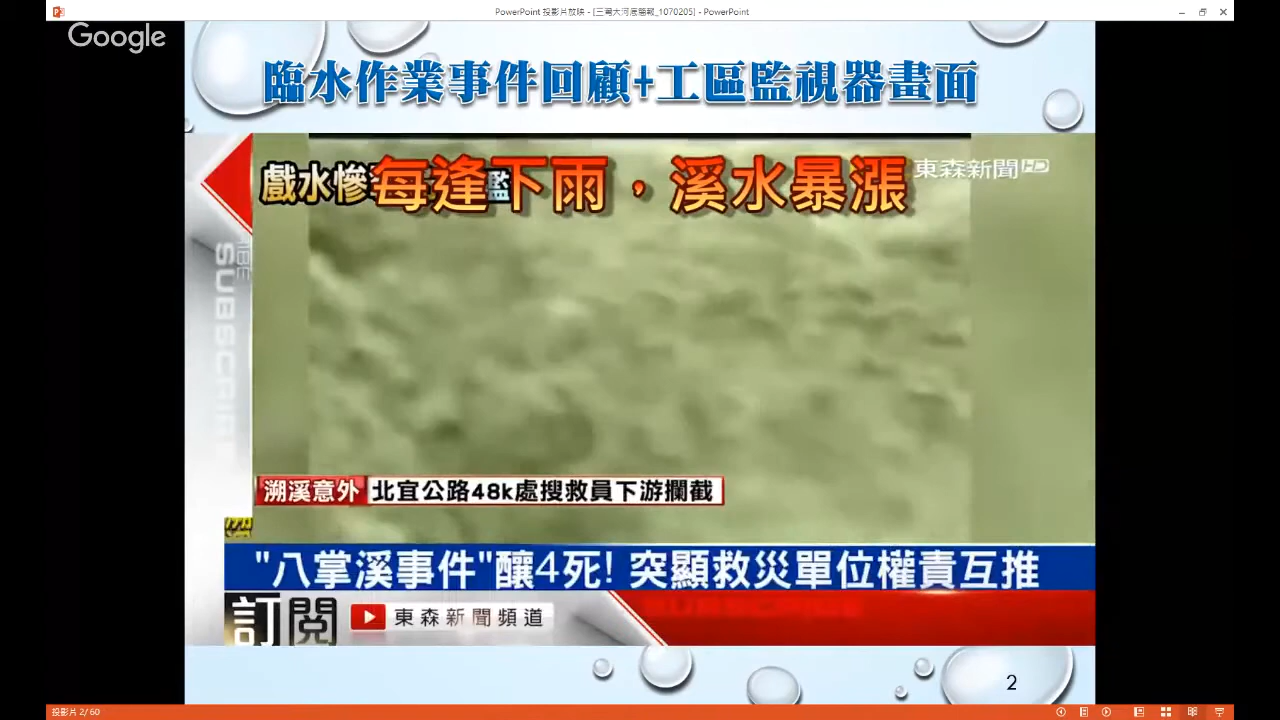 PowerPoint 投影片放映 - [三灣大河底簡報_1070205] - PowerPoint
Google
臨水作業事件回顧+工區監視器畫面
戲水慘
每逢下雨，溪水暴漲
東森新聞HD
SUBSCRIBE
溯溪意外 北宜公路48k處搜救員下游攔截
"八掌溪事件"釀4死! 突顯救災單位權責互推
訂閱 東森新聞頻道
2
投影片 2/60